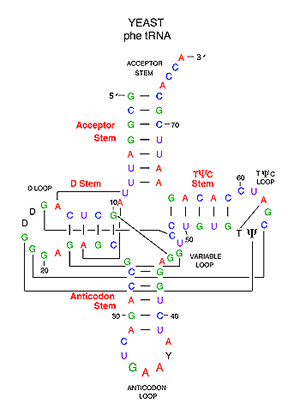 YEAST
phe tRNA
ACCEPTOR
STEM
A 3'
C
C
A
5' G – C
C – G
G – C
G – U
A – U
U – A
U – A
70
Acceptor
Stem
D Stem
TΨC
Stem
60
TΨC
LOOP
D LOOP
10
D
G A C U C G A
G A C A C C U A
D
G
G
G A G A G C G
C U G U G T Ψ C
20
50
VARIABLE
LOOP
Anticodon
Stem
30
40
ANTICODON
LOOP
C
U
G A A
Y
A
U